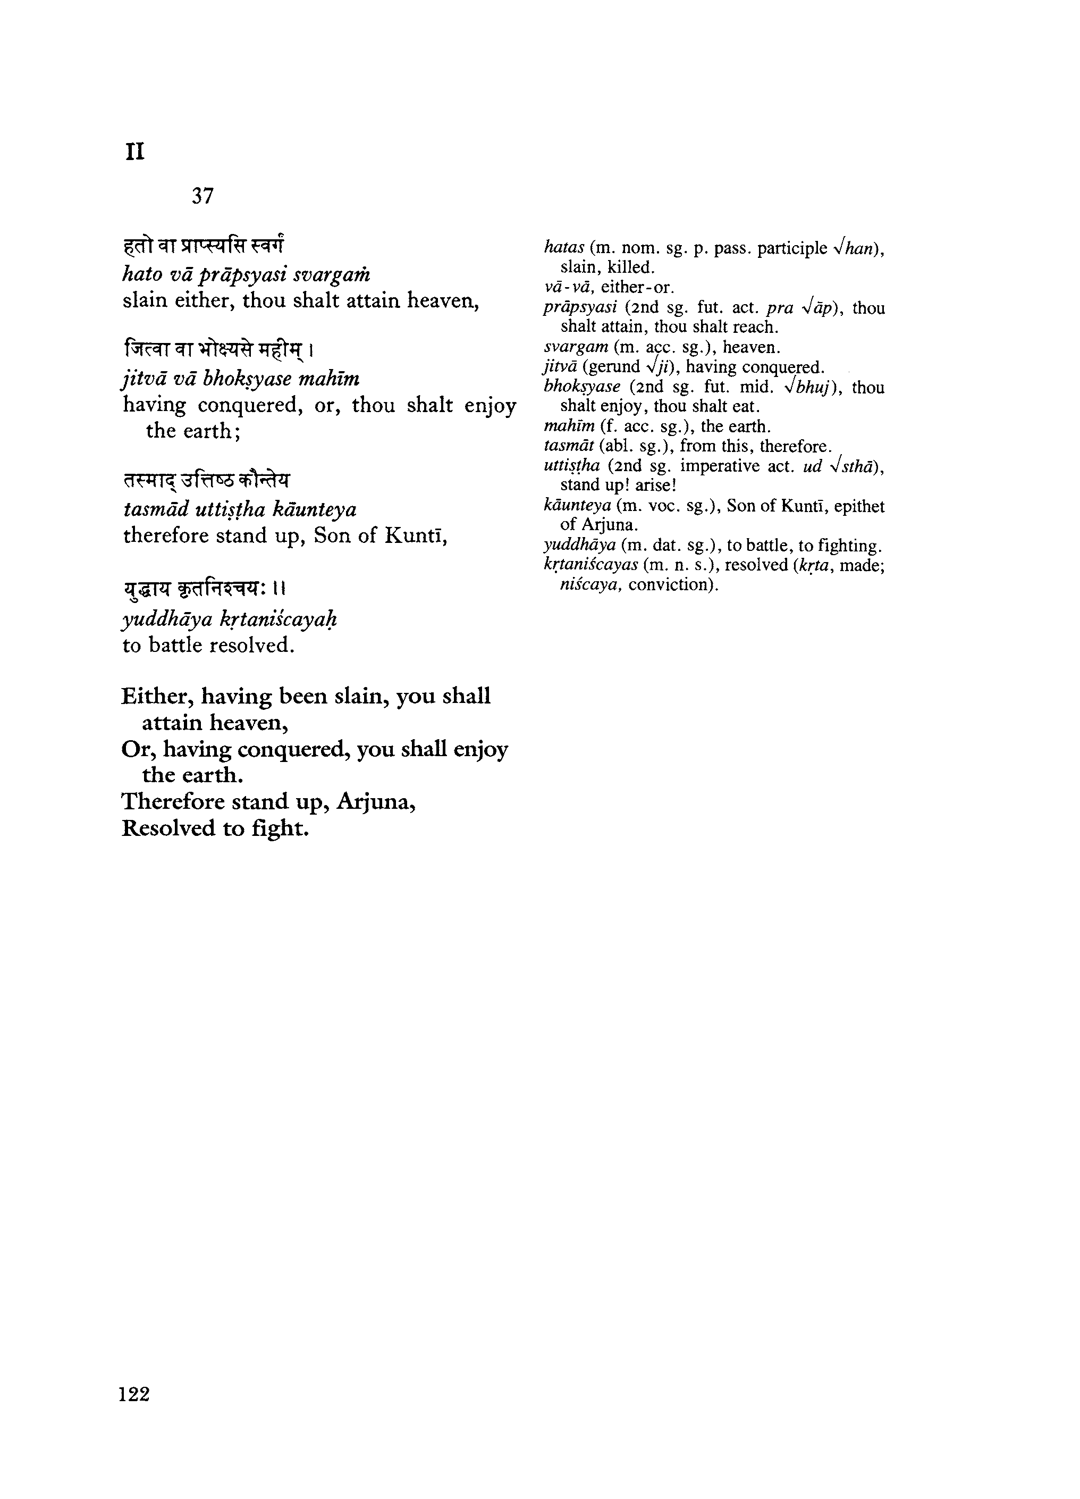 II
37
हतो वा प्राप्स्यसि स्वर्गं
hato vā prāpsyasi svargaṁ
slain either, thou shalt attain heaven,
जित्वा वा भोक्ष्यसे महीम् ।
jitvā vā bhokṣyase mahīm
having conquered, or, thou shalt enjoy
the earth;
तस्माद् उत्तिष्ठ कौन्तेय
tasmād uttiṣṭha kāunteya
therefore stand up, Son of Kuntī,
युद्धाय कृतनिश्चयः ।।
yuddhāya kṛtaniścayaḥ
to battle resolved.
Either, having been slain, you shall
attain heaven,
Or, having conquered, you shall enjoy
the earth.
Therefore stand up, Arjuna,
Resolved to fight.
hatas (m. nom. sg. p. pass. participle √han),
slain, killed.
vā-vā, either-or.
prāpsyasi (2nd sg. fut. act. pra √āp), thou
shalt attain, thou shalt reach.
svargam (m. acc. sg.), heaven.
jitvā (gerund √ji), having conquered.
bhokṣyase (2nd sg. fut. mid. √bhuj), thou
shalt enjoy, thou shalt eat.
mahīm (f. acc. sg.), the earth.
tasmāt (abl. sg.), from this, therefore.
uttiṣṭha (2nd sg. imperative act. ud √sthā),
stand up! arise!
kāunteya (m. voc. sg.), Son of Kuntī, epithet
of Arjuna.
yuddhāya (m. dat. sg.), to battle, to fighting.
kṛtaniścayas (m. n. s.), resolved (kṛta, made;
niścaya, conviction).
122